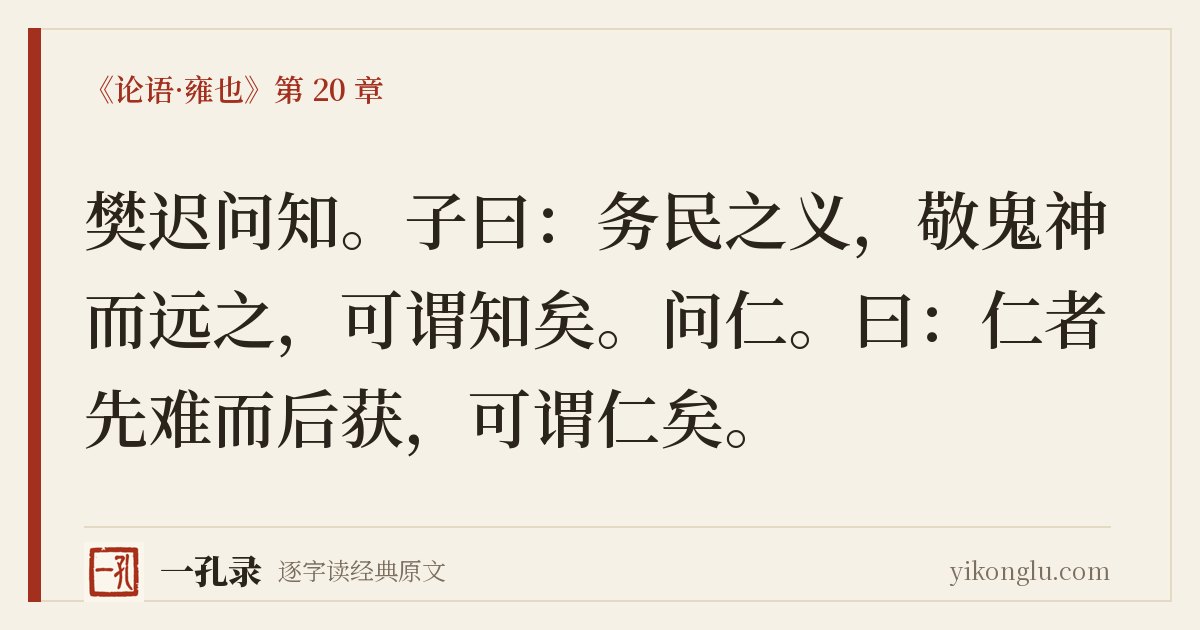 《论语·雍也》第 20 章
樊迟问知。子曰：务民之义，敬鬼神
而远之，可谓知矣。问仁。曰：仁者
先难而后获，可谓仁矣。
一孔
一孔录 逐字读经典原文 yikonglu.com